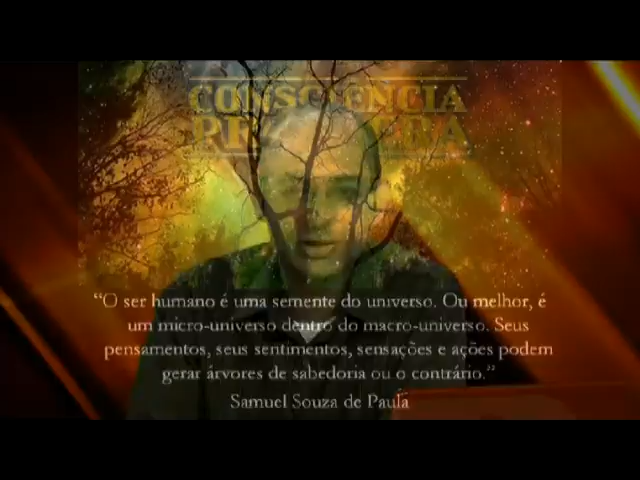 CONSCIÊNCIA
“O ser humano é uma semente do universo. Ou melhor, é
um micro-universo dentro do macro-universo. Seus
pensamentos, seus sentimentos, sensações e ações podem
gerar árvores de sabedoria ou o contrário.”
Samuel Souza de Paula